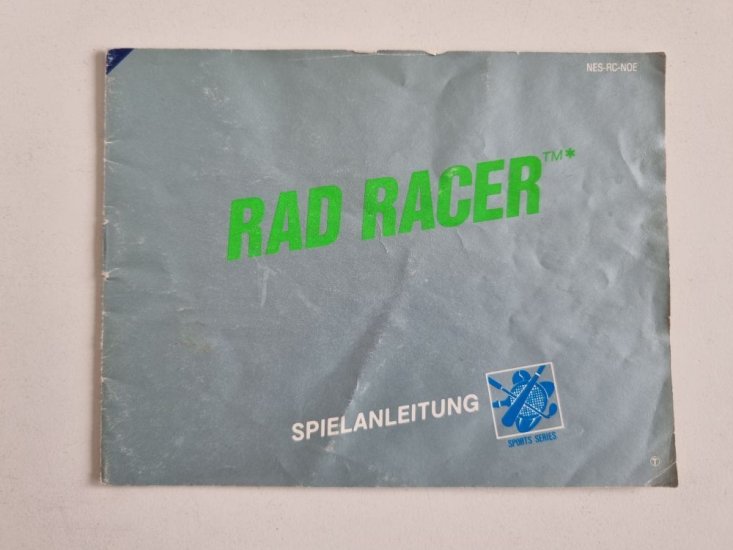 NES-RC-NOE
RAD RACER™*
SPIELANLEITUNG
SPORTS SERIES
T